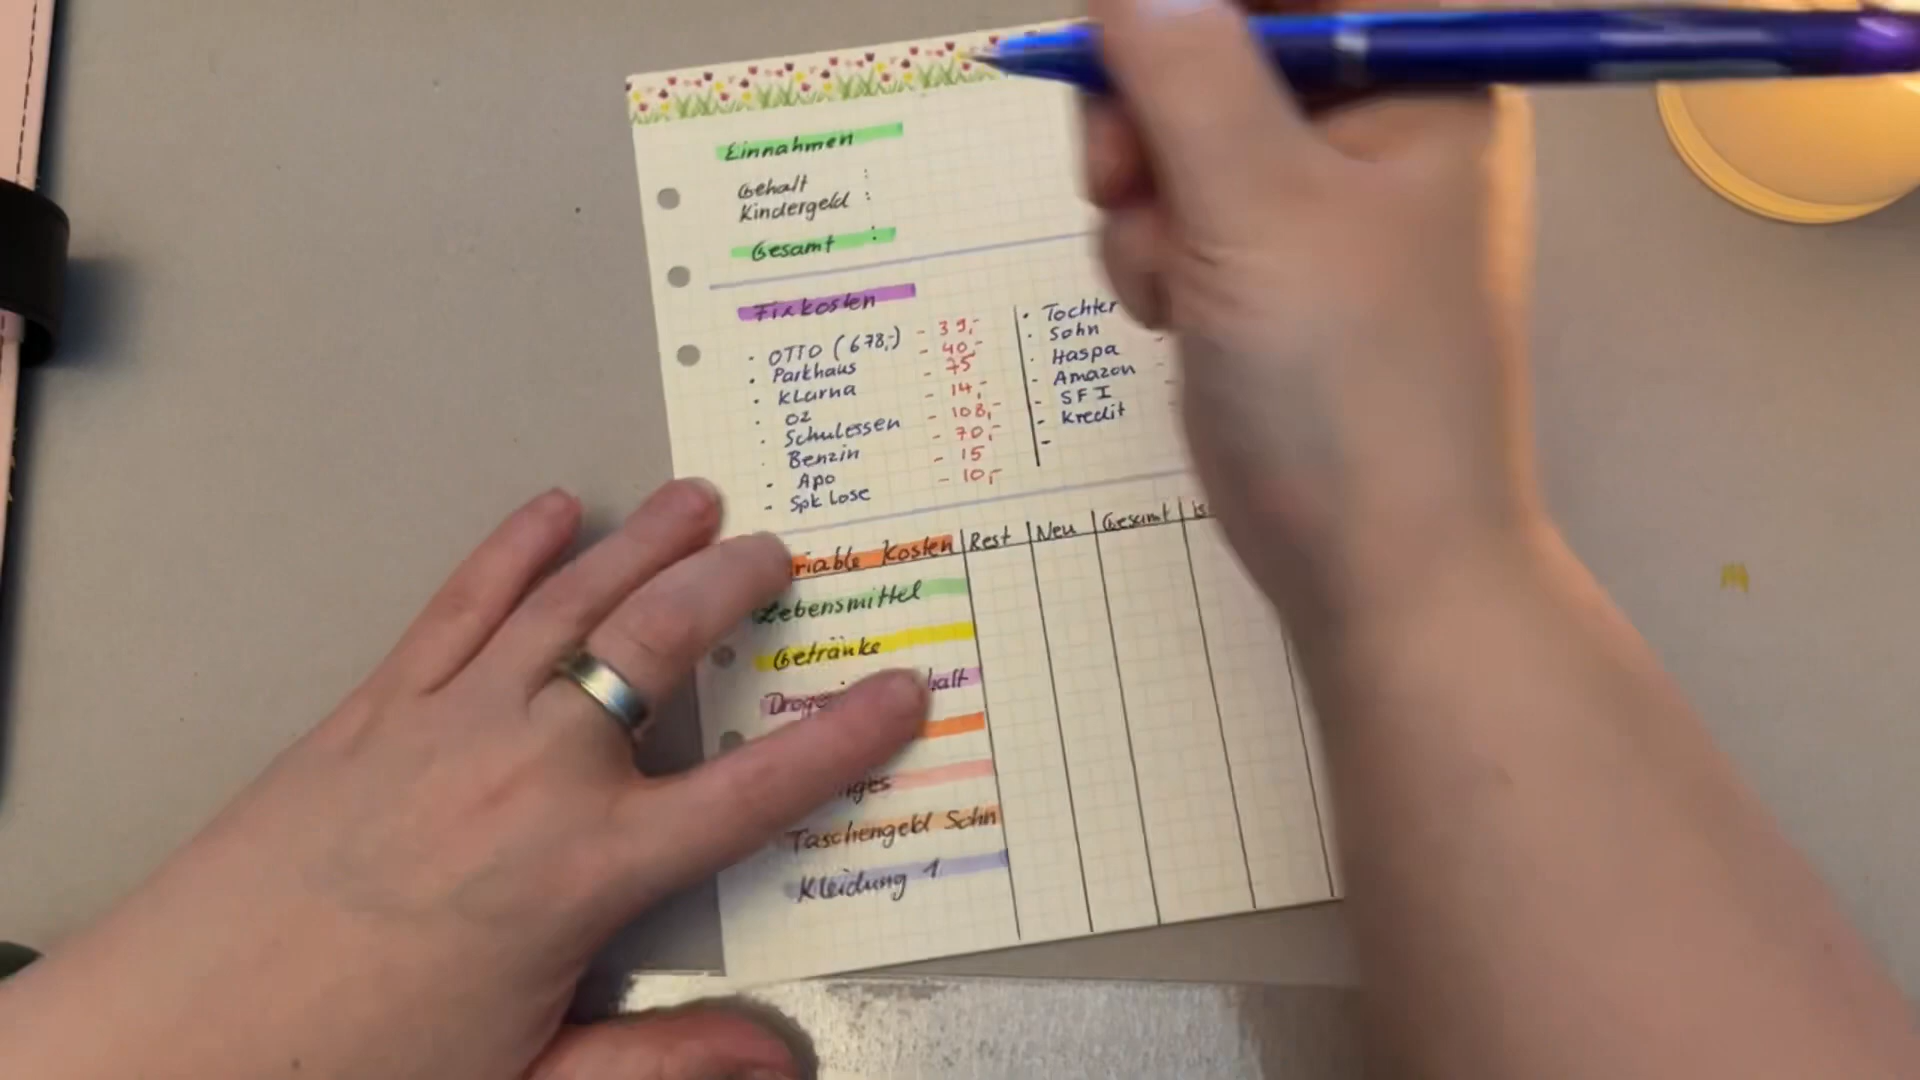 Einnahmen
Gehalt :
Kindergeld :
Gesamt :
Fixkosten
• OTTO (678,-) - 39,-
• Parkhaus - 40,-
• Klarna - 75
• O2 - 14,-
• Schulessen - 108,-
• Benzin - 70,-
- Apo - 15
- Spk Lose - 10,-
• Tochter
• Sohn
• Haspa
- Amazon
- SFI
- Kredit
-
riable Kosten Rest Neu Gesamt
Lebensmittel
Getränke
Taschengeld Sohn
Kleidung 1